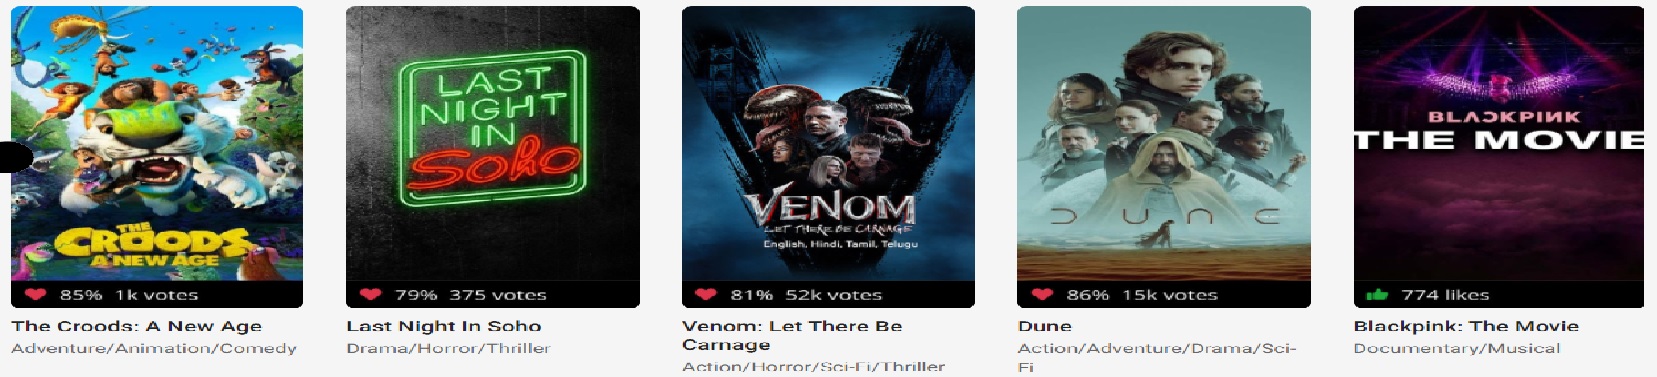 THE
CROODS
A NEW AGE
85% 1k votes
The Croods: A New Age
Adventure/Animation/Comedy
LAST
NIGHT
IN
Soho
79% 375 votes
Last Night In Soho
Drama/Horror/Thriller
VENOM
LET THERE BE CARNAGE
English, Hindi, Tamil, Telugu
81% 52k votes
Venom: Let There Be
Carnage
Action/Horror/Sci-Fi/Thriller
DUNE
86% 15k votes
Dune
Action/Adventure/Drama/Sci-
Fi
BLACKPINK
THE MOVIE
774 likes
Blackpink: The Movie
Documentary/Musical